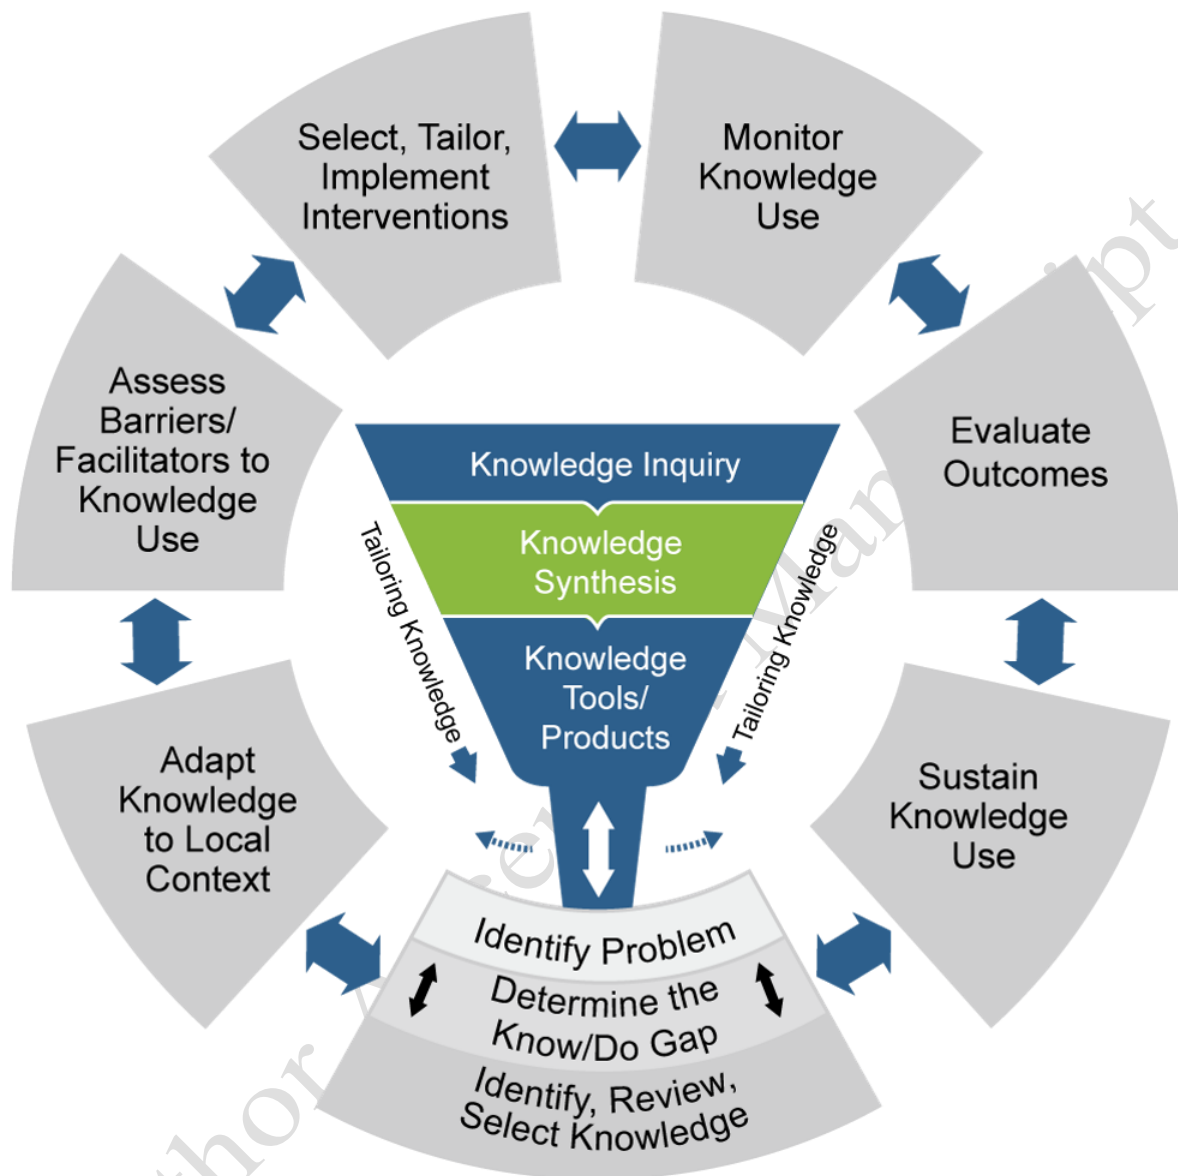 Select, Tailor,
Implement
Interventions
Monitor
Knowledge
Use
Assess
Barriers/
Facilitators to
Knowledge
Use
Evaluate
Outcomes
Knowledge Inquiry
Knowledge
Synthesis
Knowledge
Tools/
Products
Tailoring Knowledge
Tailoring Knowledge
Adapt
Knowledge
to Local
Context
Sustain
Knowledge
Use
Identify Problem
Determine the
Know/Do Gap
Identify, Review,
Select Knowledge